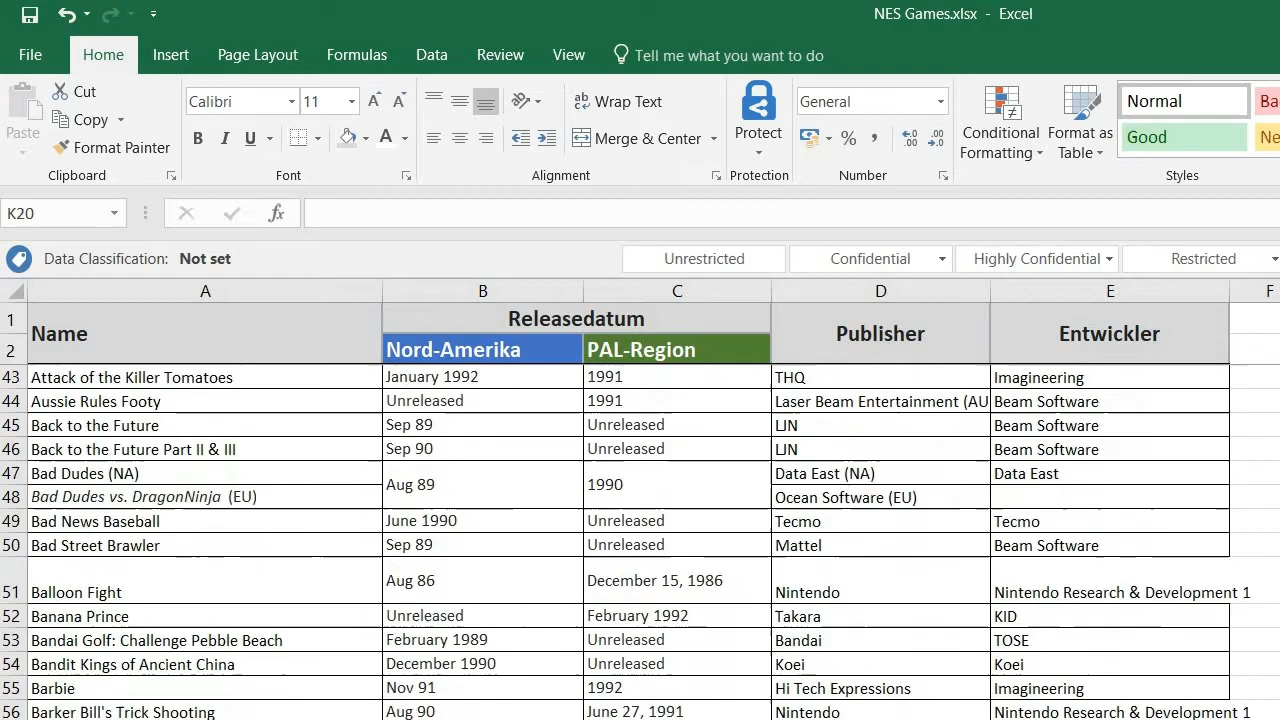 NES Games.xlsx - Excel
File Home Insert Page Layout Formulas Data Review View Tell me what you want to do
Paste
Cut
Copy
Format Painter
Clipboard
Calibri 11
B I U
Font
Wrap Text
Merge & Center
Alignment
Protect
Protection
General
%
Number
Conditional Formatting
Format as Table
Normal
Good
Ba
Ne
Styles
K20 fx
Data Classification: Not set Unrestricted Confidential Highly Confidential Restricted
A B C D E F
1 Name Releasedatum Publisher Entwickler
2 Nord-Amerika PAL-Region
43 Attack of the Killer Tomatoes January 1992 1991 THQ Imagineering
44 Aussie Rules Footy Unreleased 1991 Laser Beam Entertainment (AU Beam Software
45 Back to the Future Sep 89 Unreleased LJN Beam Software
46 Back to the Future Part II & III Sep 90 Unreleased LJN Beam Software
47 Bad Dudes (NA) Aug 89 1990 Data East (NA) Data East
48 Bad Dudes vs. DragonNinja (EU) Ocean Software (EU)
49 Bad News Baseball June 1990 Unreleased Tecmo Tecmo
50 Bad Street Brawler Sep 89 Unreleased Mattel Beam Software
51 Balloon Fight Aug 86 December 15, 1986 Nintendo Nintendo Research & Development 1
52 Banana Prince Unreleased February 1992 Takara KID
53 Bandai Golf: Challenge Pebble Beach February 1989 Unreleased Bandai TOSE
54 Bandit Kings of Ancient China December 1990 Unreleased Koei Koei
55 Barbie Nov 91 1992 Hi Tech Expressions Imagineering
56 Barker Bill's Trick Shooting Aug 90 June 27, 1991 Nintendo Nintendo Research & Development 1